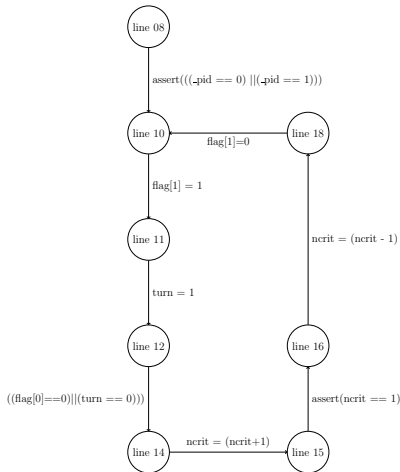 line 08
assert(((_pid == 0) ||(_pid == 1)))
line 10
line 18
flag[1]=0
flag[1] = 1
line 11
ncrit = (ncrit - 1)
turn = 1
line 12
line 16
((flag[0]==0)||(turn == 0)))
assert(ncrit == 1)
ncrit = (ncrit+1)
line 14
line 15